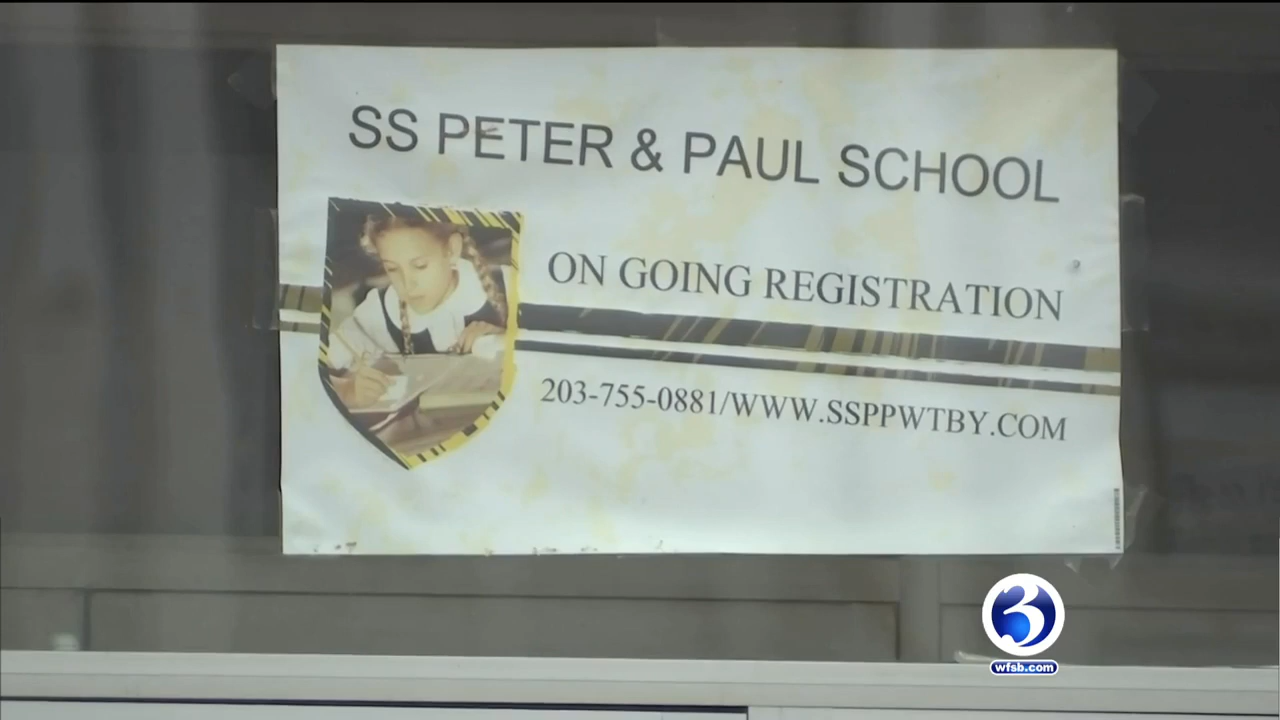 SS PETER & PAUL SCHOOL
ON GOING REGISTRATION
203-755-0881/WWW.SSPPWTBY.COM
3
wfsb.com